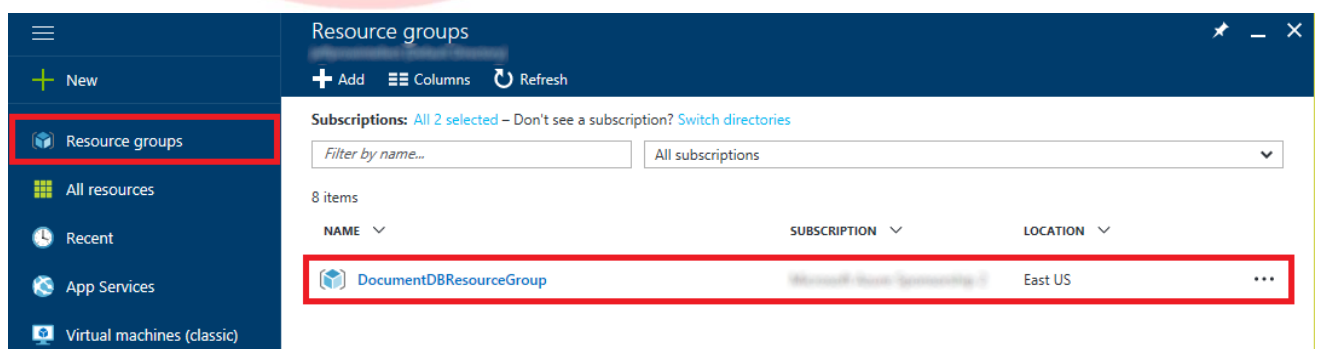 Resource groups
New
Add Columns Refresh
Subscriptions: All 2 selected – Don't see a subscription? Switch directories
Resource groups
Filter by name... All subscriptions
All resources
8 items
Recent
NAME SUBSCRIPTION LOCATION
App Services
DocumentDBResourceGroup East US ...
Virtual machines (classic)